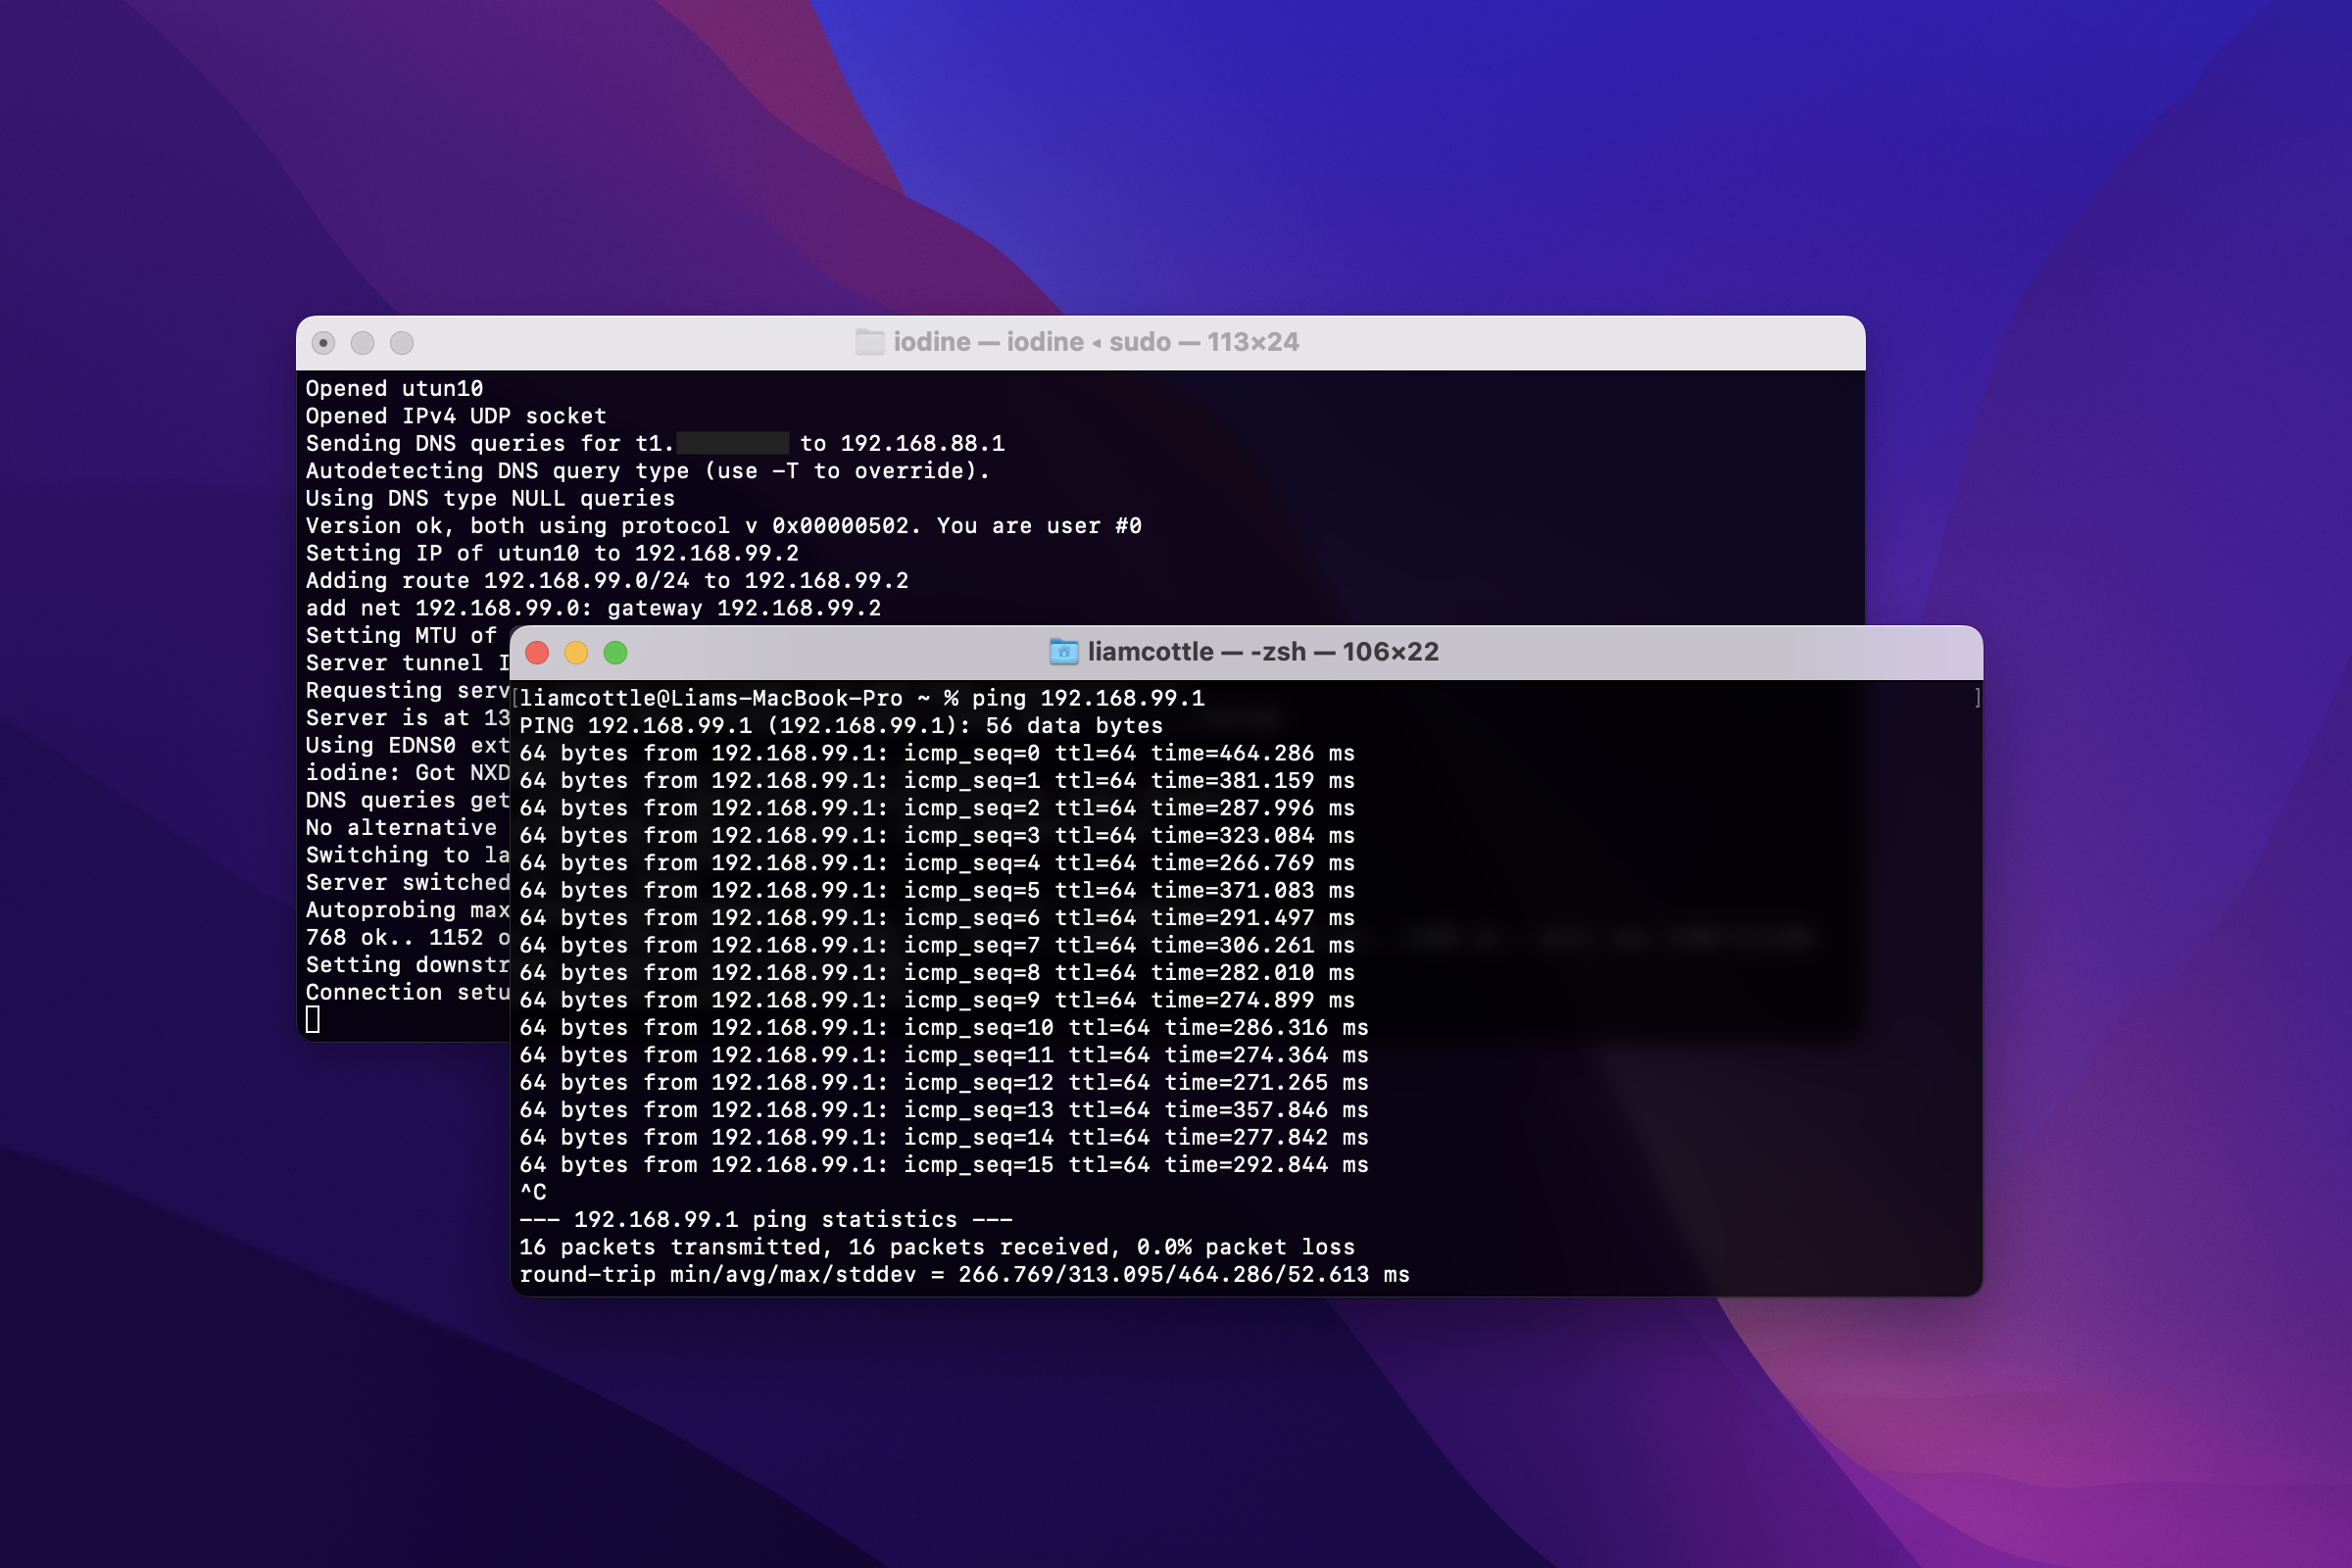 iodine — iodine ◂ sudo — 113×24
Opened utun10
Opened IPv4 UDP socket
Sending DNS queries for t1. to 192.168.88.1
Autodetecting DNS query type (use -T to override).
Using DNS type NULL queries
Version ok, both using protocol v 0x00000502. You are user #0
Setting IP of utun10 to 192.168.99.2
Adding route 192.168.99.0/24 to 192.168.99.2
add net 192.168.99.0: gateway 192.168.99.2
Setting MTU of
Server tunnel I
Requesting serv
Server is at 13
Using EDNS0 ext
iodine: Got NXD
DNS queries get
No alternative
Switching to la
Server switched
Autoprobing max
768 ok.. 1152 o
Setting downstr
Connection setu
liamcottle — -zsh — 106×22
[liamcottle@Liams-MacBook-Pro ~ % ping 192.168.99.1 ]
PING 192.168.99.1 (192.168.99.1): 56 data bytes
64 bytes from 192.168.99.1: icmp_seq=0 ttl=64 time=464.286 ms
64 bytes from 192.168.99.1: icmp_seq=1 ttl=64 time=381.159 ms
64 bytes from 192.168.99.1: icmp_seq=2 ttl=64 time=287.996 ms
64 bytes from 192.168.99.1: icmp_seq=3 ttl=64 time=323.084 ms
64 bytes from 192.168.99.1: icmp_seq=4 ttl=64 time=266.769 ms
64 bytes from 192.168.99.1: icmp_seq=5 ttl=64 time=371.083 ms
64 bytes from 192.168.99.1: icmp_seq=6 ttl=64 time=291.497 ms
64 bytes from 192.168.99.1: icmp_seq=7 ttl=64 time=306.261 ms
64 bytes from 192.168.99.1: icmp_seq=8 ttl=64 time=282.010 ms
64 bytes from 192.168.99.1: icmp_seq=9 ttl=64 time=274.899 ms
64 bytes from 192.168.99.1: icmp_seq=10 ttl=64 time=286.316 ms
64 bytes from 192.168.99.1: icmp_seq=11 ttl=64 time=274.364 ms
64 bytes from 192.168.99.1: icmp_seq=12 ttl=64 time=271.265 ms
64 bytes from 192.168.99.1: icmp_seq=13 ttl=64 time=357.846 ms
64 bytes from 192.168.99.1: icmp_seq=14 ttl=64 time=277.842 ms
64 bytes from 192.168.99.1: icmp_seq=15 ttl=64 time=292.844 ms
^C
--- 192.168.99.1 ping statistics ---
16 packets transmitted, 16 packets received, 0.0% packet loss
round-trip min/avg/max/stddev = 266.769/313.095/464.286/52.613 ms